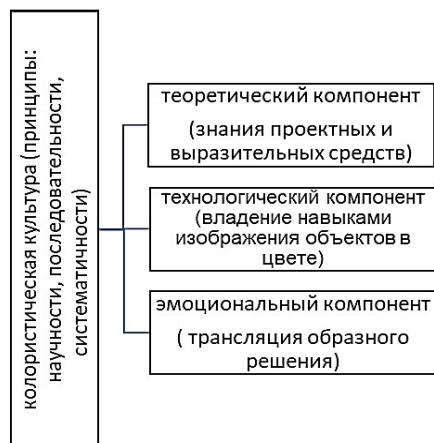 колористическая культура (принципы:
научности, последовательности,
систематичности)
теоретический компонент
(знания проектных и
выразительных средств)
технологический компонент
(владение навыками
изображения объектов в
цвете)
эмоциональный компонент
( трансляция образного
решения)